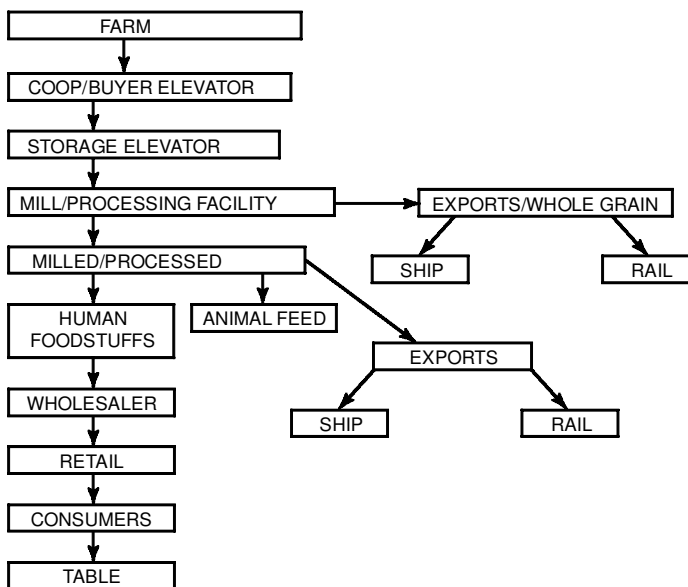 FARM
COOP/BUYER ELEVATOR
STORAGE ELEVATOR
MILL/PROCESSING FACILITY
EXPORTS/WHOLE GRAIN
SHIP
RAIL
MILLED/PROCESSED
HUMAN
FOODSTUFFS
ANIMAL FEED
EXPORTS
SHIP
RAIL
WHOLESALER
RETAIL
CONSUMERS
TABLE